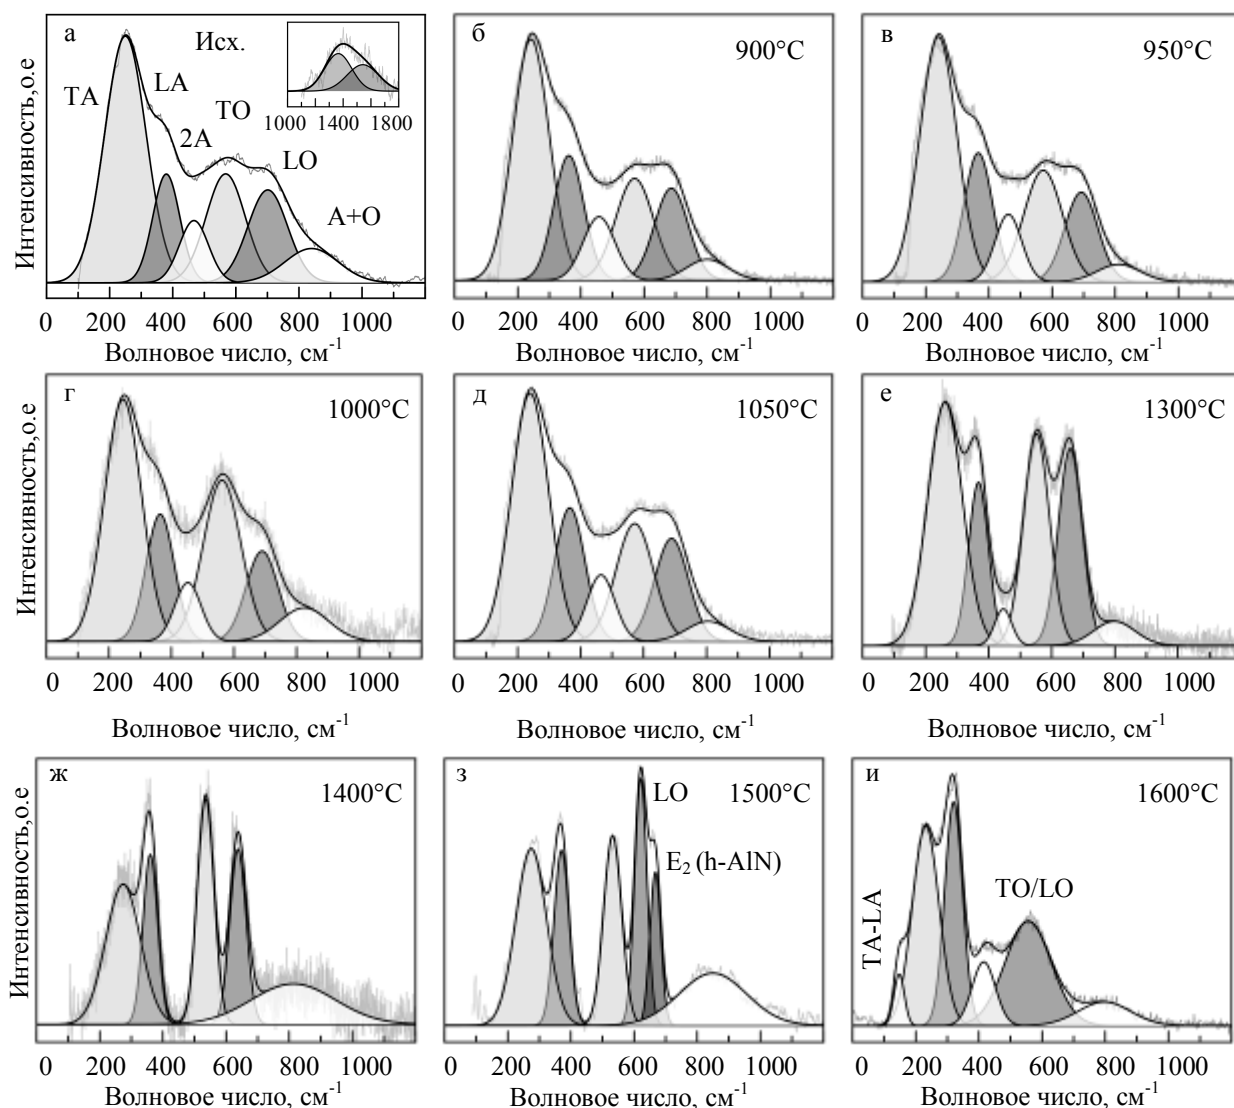 а
Исх.
TA
LA
2A
TO
LO
A+O
1000 1400 1800
Интенсивность,о.е
0 200 400 600 800 1000
Волновое число, см-1
б
900°C
0 200 400 600 800 1000
Волновое число, см-1
в
950°C
0 200 400 600 800 1000
Волновое число, см-1
г
1000°C
Интенсивность,о.е
0 200 400 600 800 1000
Волновое число, см-1
д
1050°C
0 200 400 600 800 1000
Волновое число, см-1
е
1300°C
0 200 400 600 800 1000
Волновое число, см-1
ж
1400°C
Интенсивность,о.е
0 200 400 600 800 1000
Волновое число, см-1
з
LO
1500°C
E2 (h-AlN)
0 200 400 600 800 1000
Волновое число, см-1
и
1600°C
TA-LA
TO/LO
0 200 400 600 800 1000
Волновое число, см-1